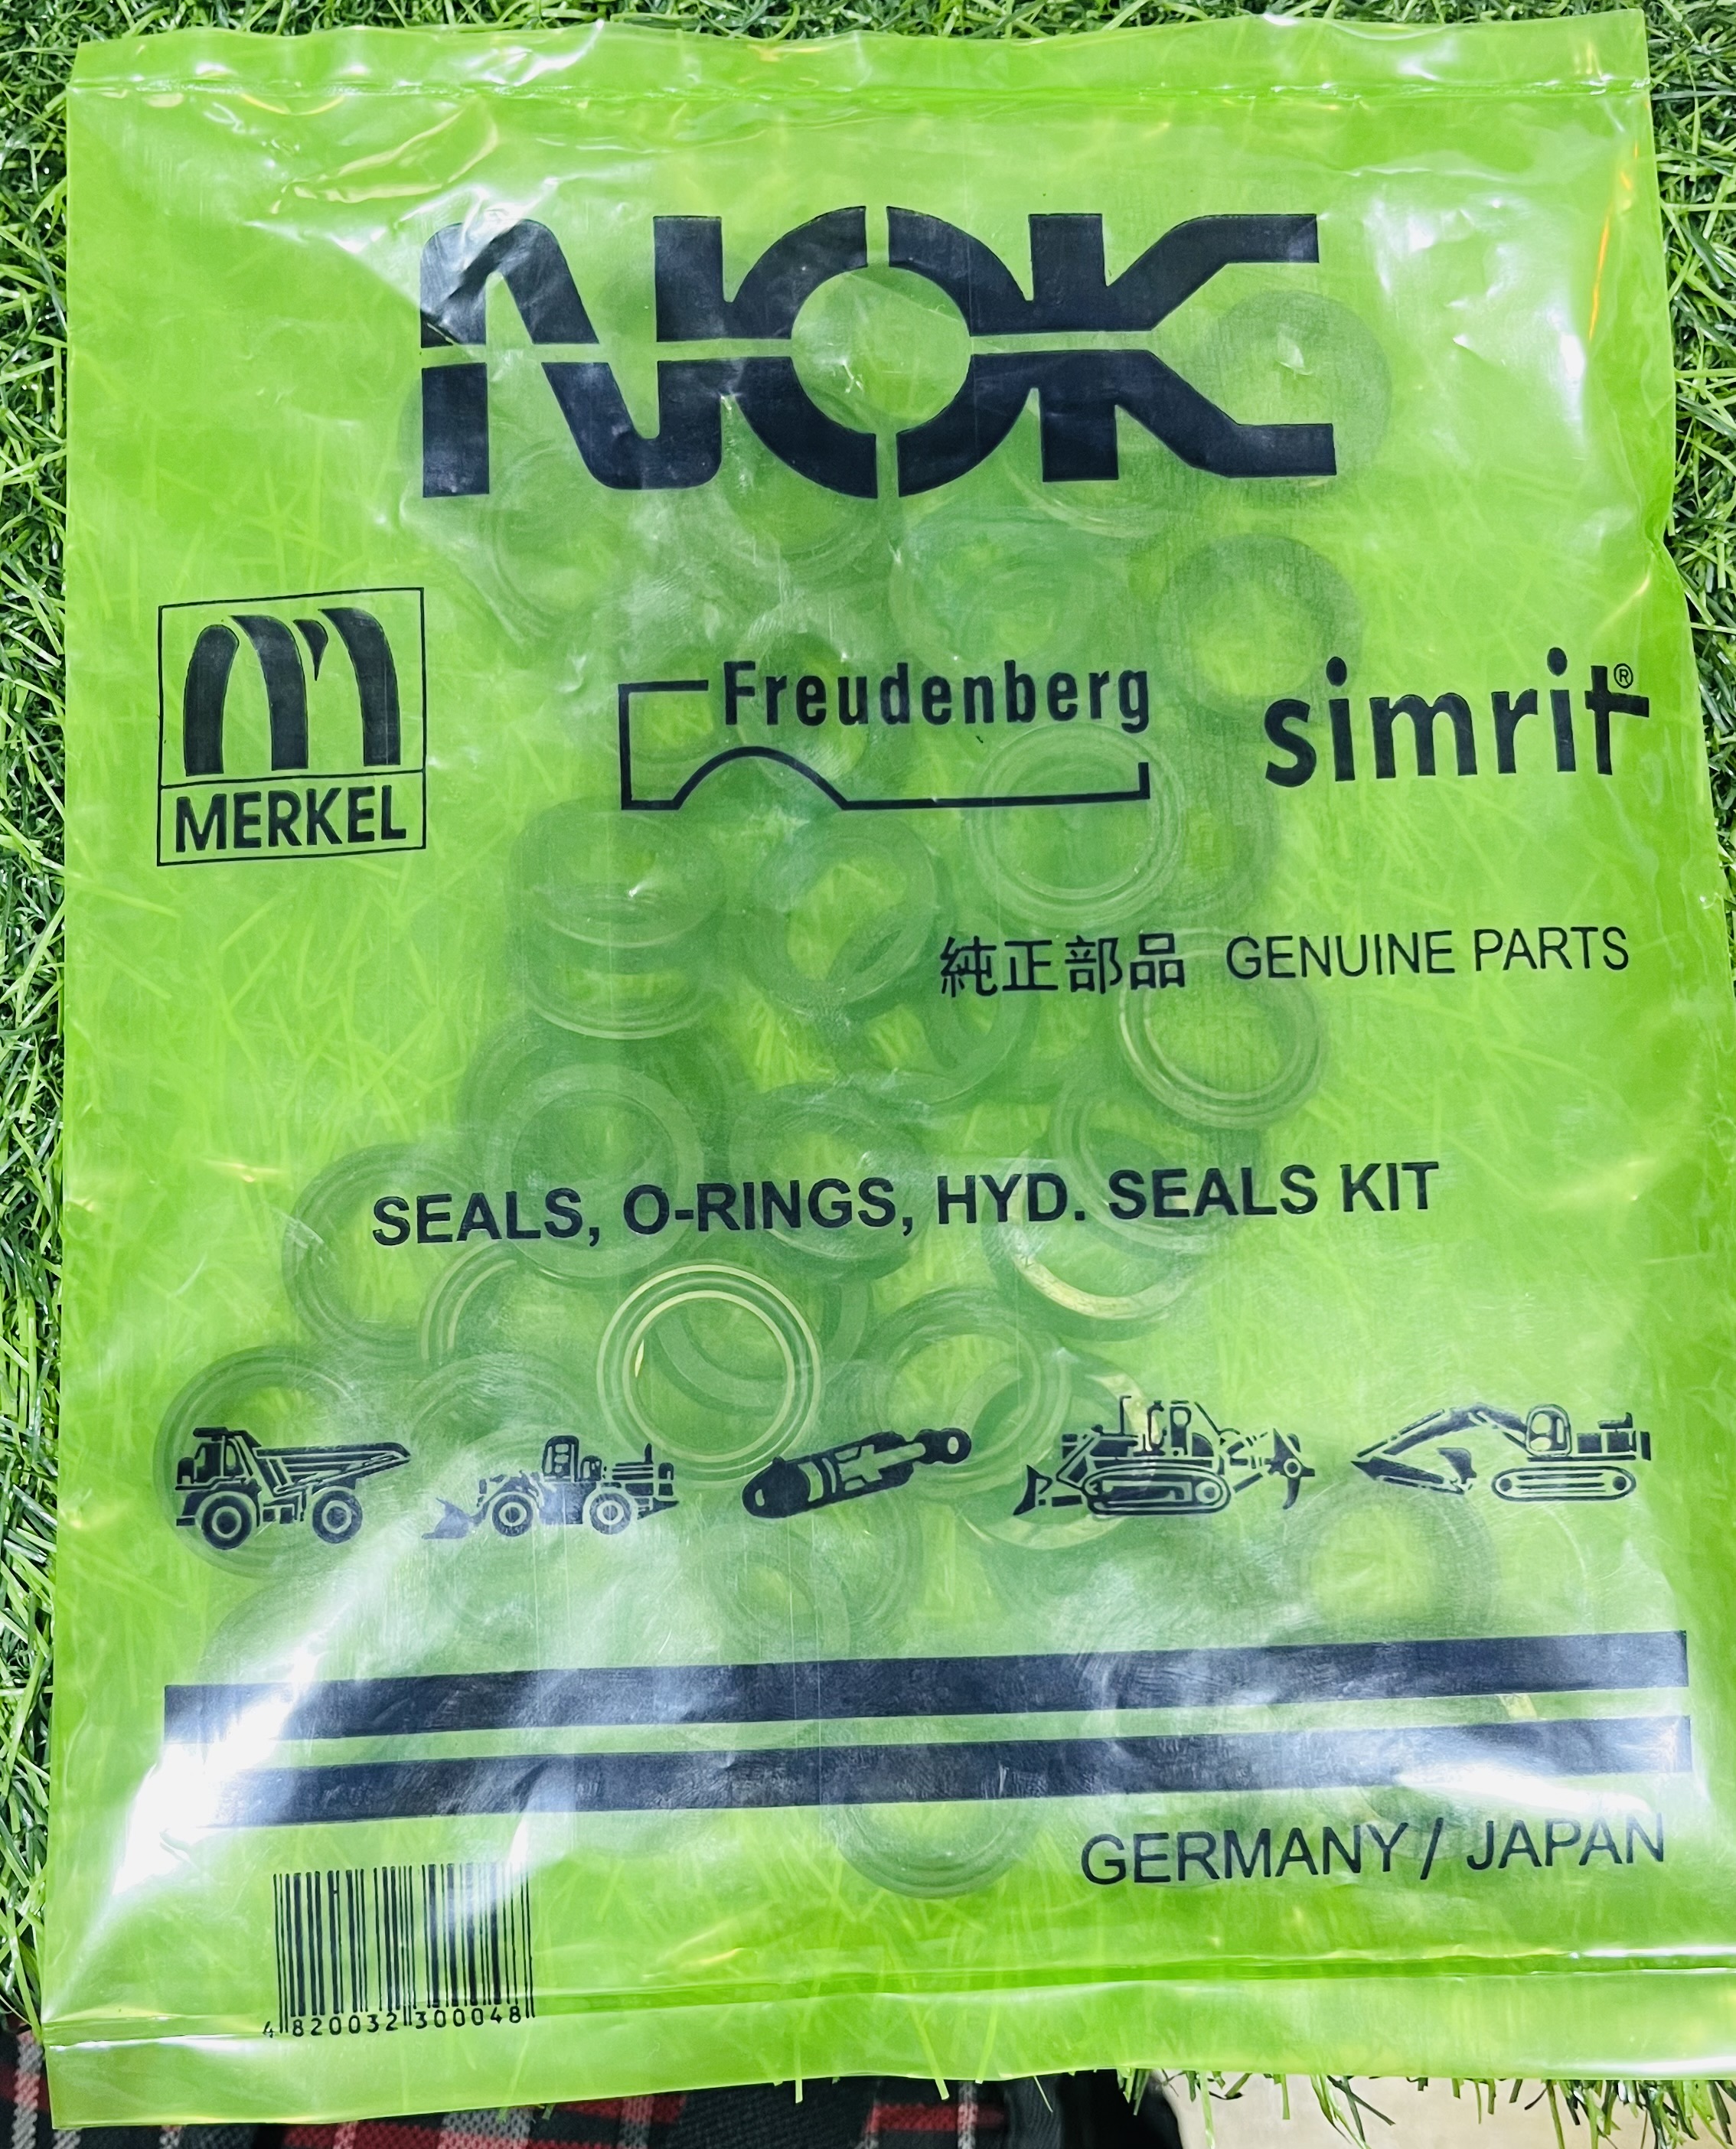 NOK
MERKEL
Freudenberg
simrit®
純正部品 GENUINE PARTS
SEALS, O-RINGS, HYD. SEALS KIT
GERMANY / JAPAN
4 820032 300048